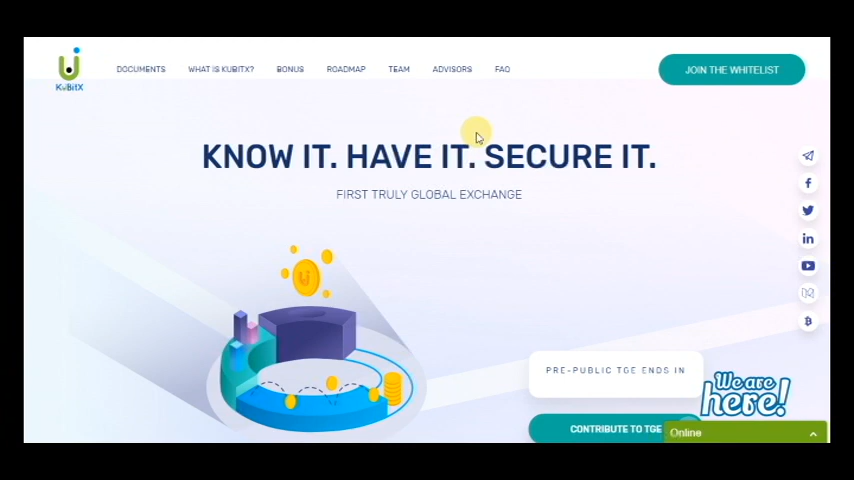 KuBitX
DOCUMENTS
WHAT IS KUBITX?
BONUS
ROADMAP
TEAM
ADVISORS
FAQ
JOIN THE WHITELIST
KNOW IT. HAVE IT. SECURE IT.
FIRST TRULY GLOBAL EXCHANGE
PRE-PUBLIC TGE ENDS IN
We are
here!
CONTRIBUTE TO TGE
Online